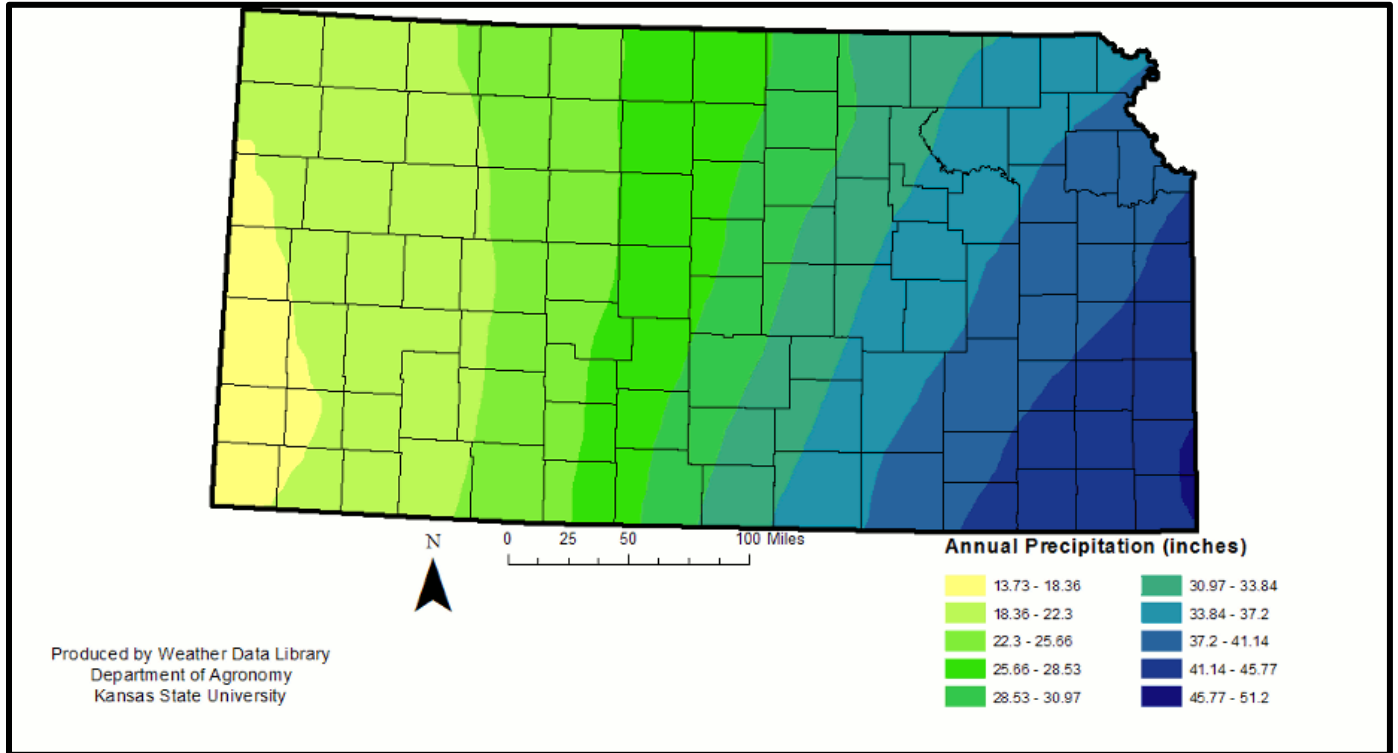 N
0 25 50 100 Miles
Annual Precipitation (inches)
13.73 - 18.36
18.36 - 22.3
22.3 - 25.66
25.66 - 28.53
28.53 - 30.97
30.97 - 33.84
33.84 - 37.2
37.2 - 41.14
41.14 - 45.77
45.77 - 51.2
Produced by Weather Data Library
Department of Agronomy
Kansas State University